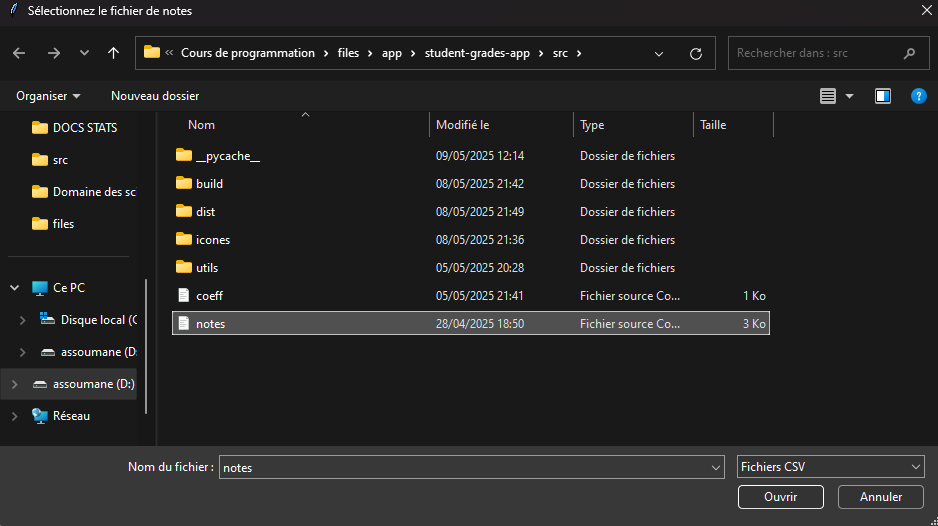 Sélectionnez le fichier de notes
« Cours de programmation > files > app > student-grades-app > src >
Rechercher dans : src
Organiser
Nouveau dossier
Nom
Modifié le
Type
Taille
DOCS STATS
src
Domaine des sc
files
Ce PC
Disque local (C
assoumane (D:
assoumane (D:)
Réseau
__pycache__ 09/05/2025 12:14 Dossier de fichiers
build 08/05/2025 21:42 Dossier de fichiers
dist 08/05/2025 21:49 Dossier de fichiers
icones 08/05/2025 21:36 Dossier de fichiers
utils 05/05/2025 20:28 Dossier de fichiers
coeff 05/05/2025 21:41 Fichier source Co... 1 Ko
notes 28/04/2025 18:50 Fichier source Co... 3 Ko
Nom du fichier : notes
Fichiers CSV
Ouvrir
Annuler